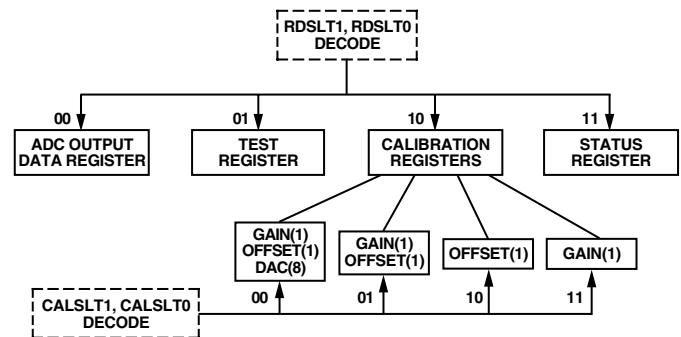 RDSLT1, RDSLT0
DECODE
00
01
10
11
ADC OUTPUT
DATA REGISTER
TEST
REGISTER
CALIBRATION
REGISTERS
STATUS
REGISTER
GAIN(1)
OFFSET(1)
DAC(8)
GAIN(1)
OFFSET(1)
OFFSET(1)
GAIN(1)
00
01
10
11
CALSLT1, CALSLT0
DECODE